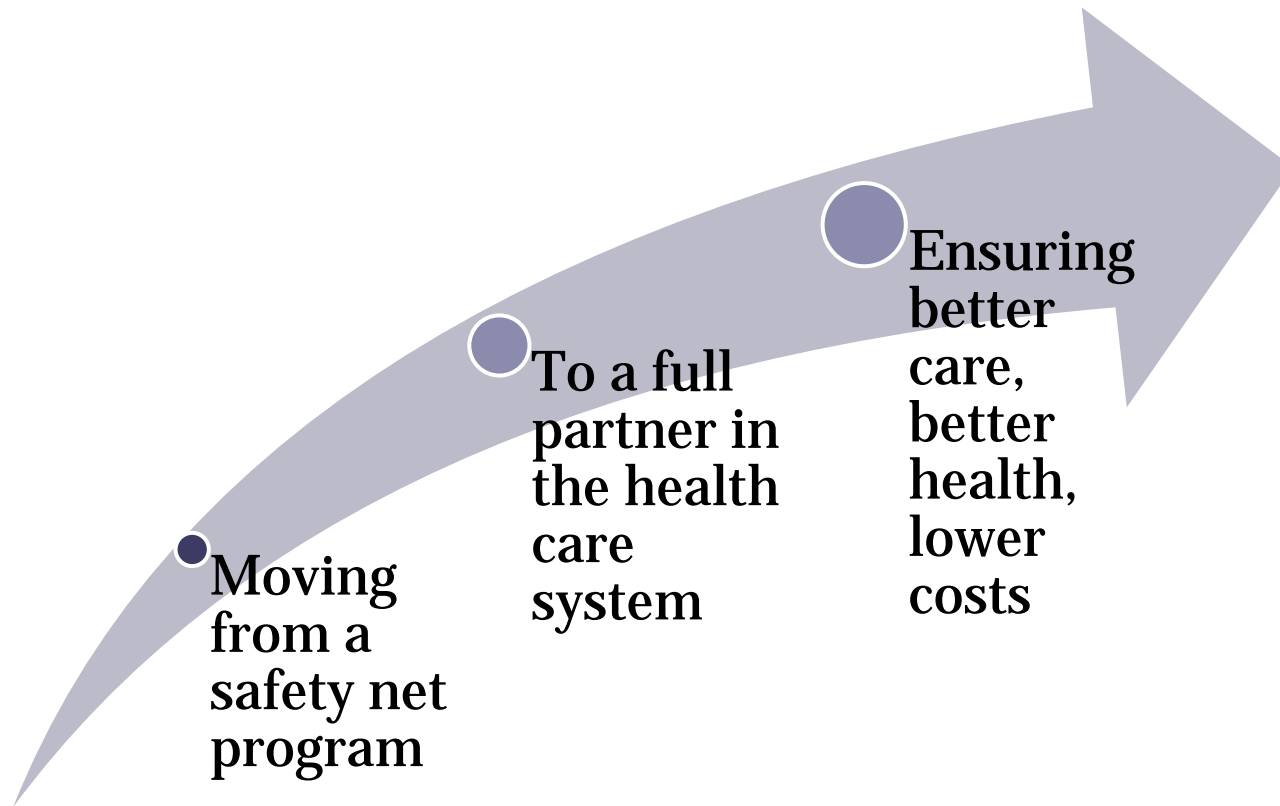 Moving
from a
safety net
program
To a full
partner in
the health
care
system
Ensuring
better
care,
better
health,
lower
costs